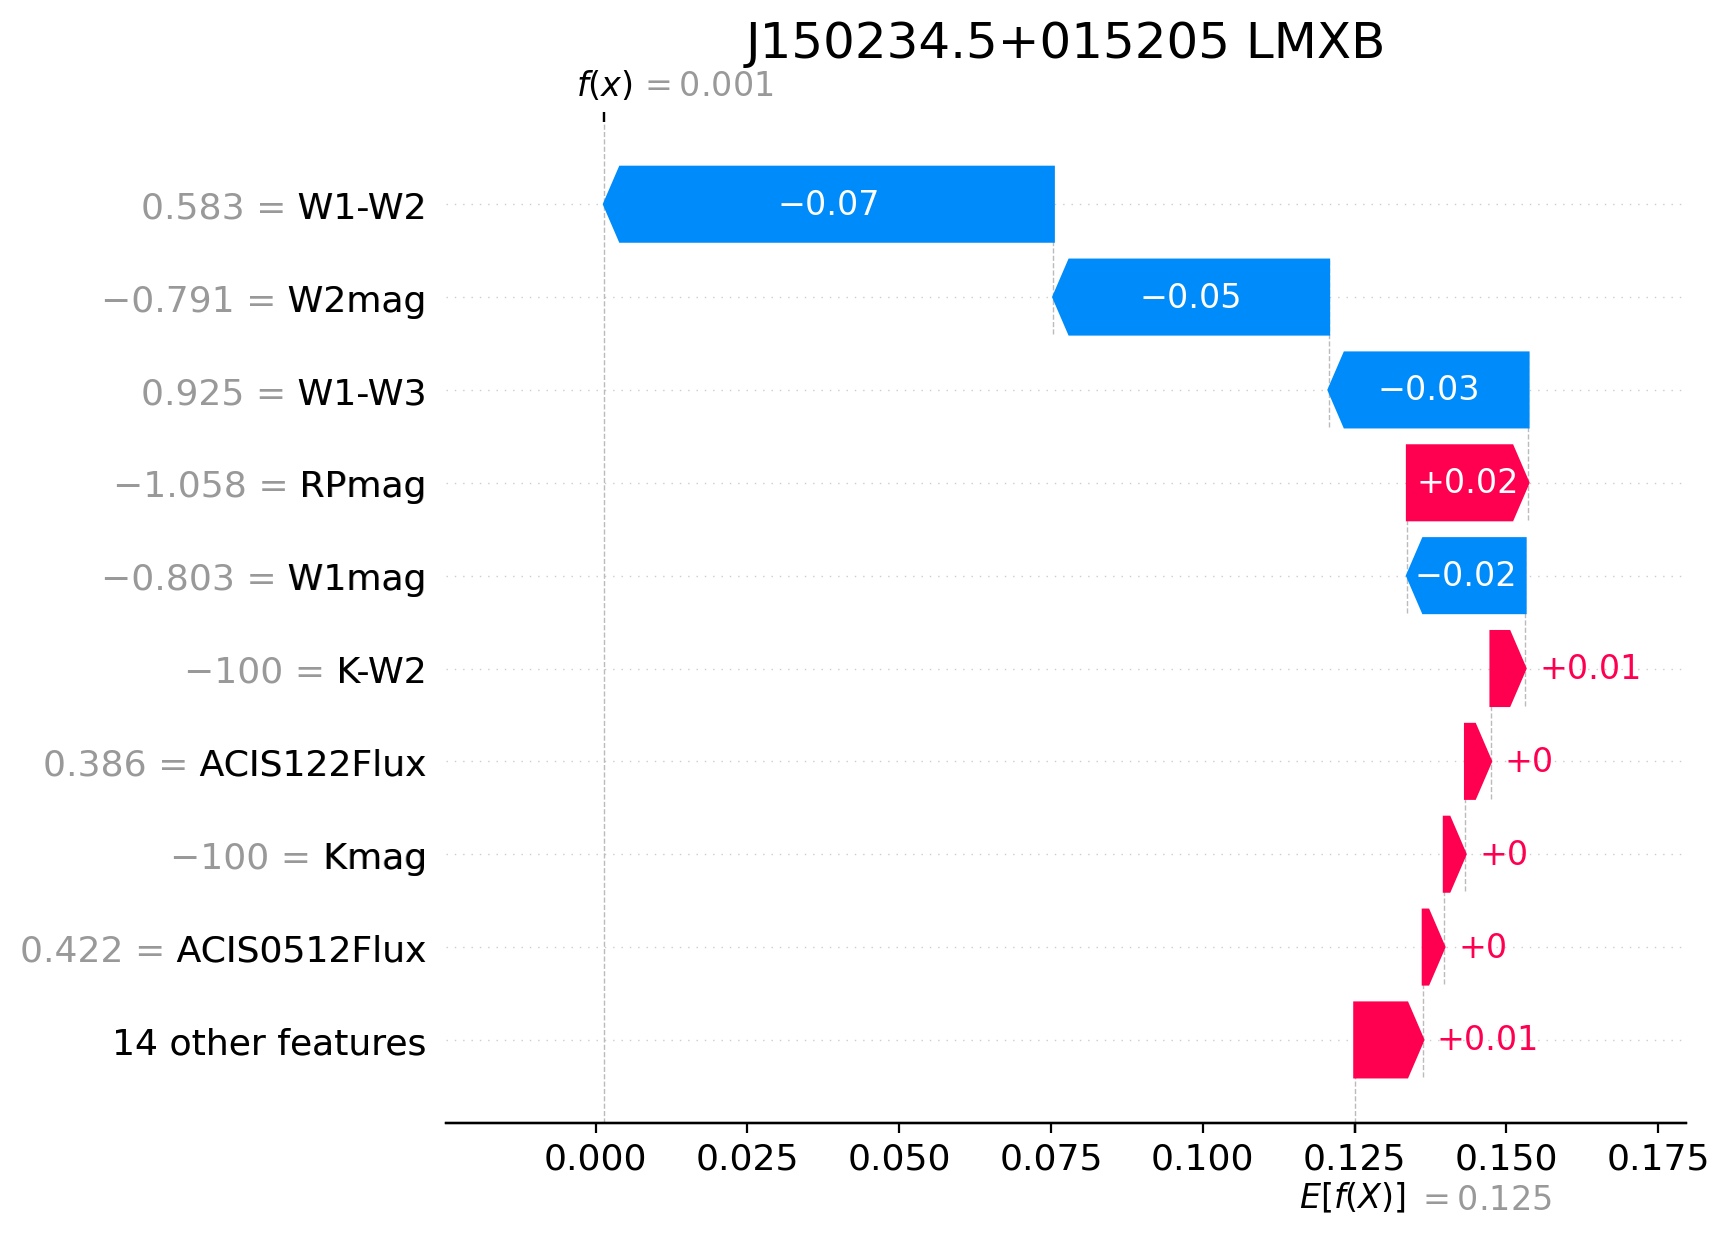 J150234.5+015205 LMXB
f(x) = 0.001
0.583 = W1-W2
−0.07
−0.791 = W2mag
−0.05
0.925 = W1-W3
−0.03
−1.058 = RPmag
+0.02
−0.803 = W1mag
−0.02
−100 = K-W2
+0.01
0.386 = ACIS122Flux
+0
−100 = Kmag
+0
0.422 = ACIS0512Flux
+0
14 other features
+0.01
0.000 0.025 0.050 0.075 0.100 0.125 0.150 0.175
E[f(X)] = 0.125